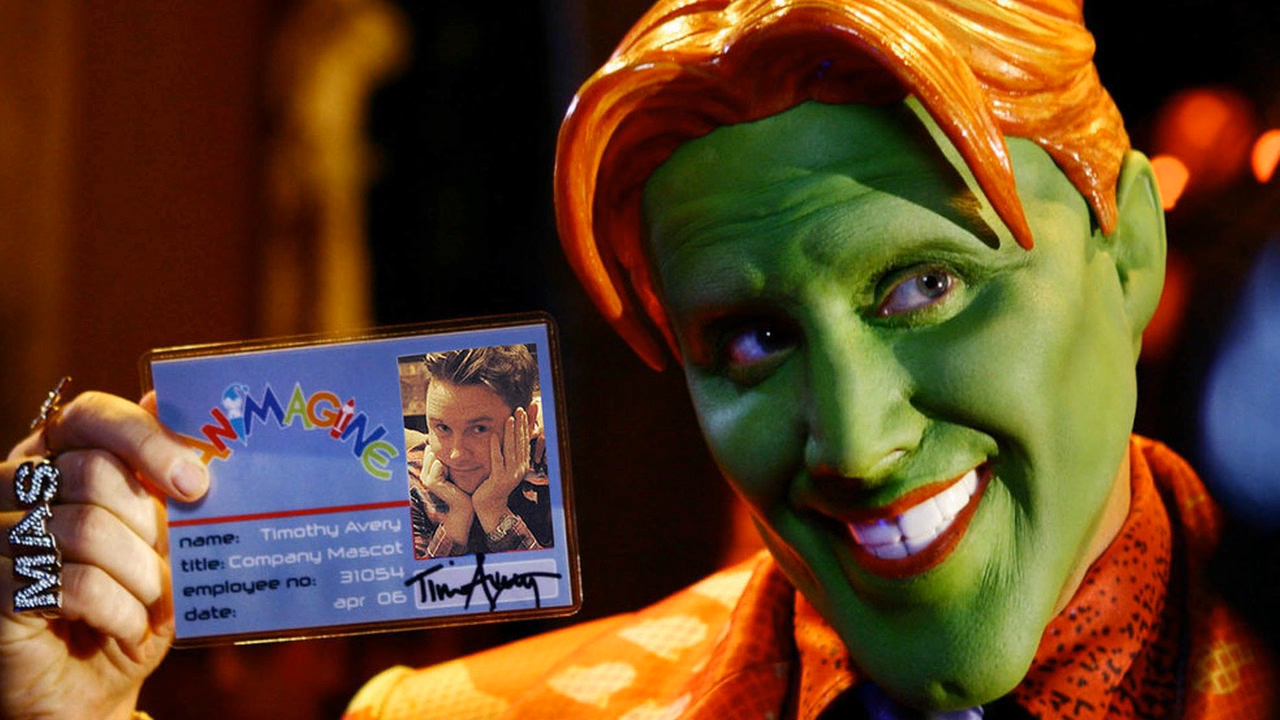 ANiMAGiNE
name: Timothy Avery
title: Company Mascot
employee no: 31054
date: apr 06
Tim Avery
MAS